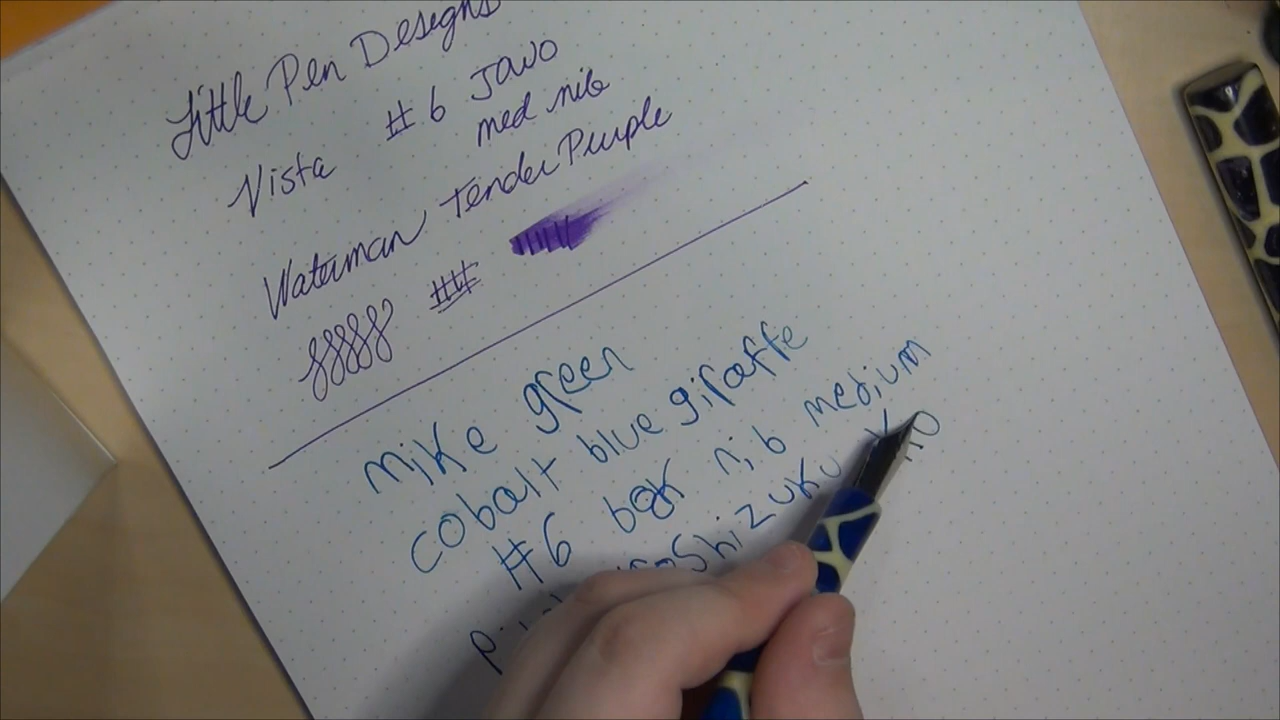 Little Pen Designs
Vista #6 Jowo
med nib
Waterman Tender Purple
mike green
cobalt blue giraffe
#6 bock nib medium